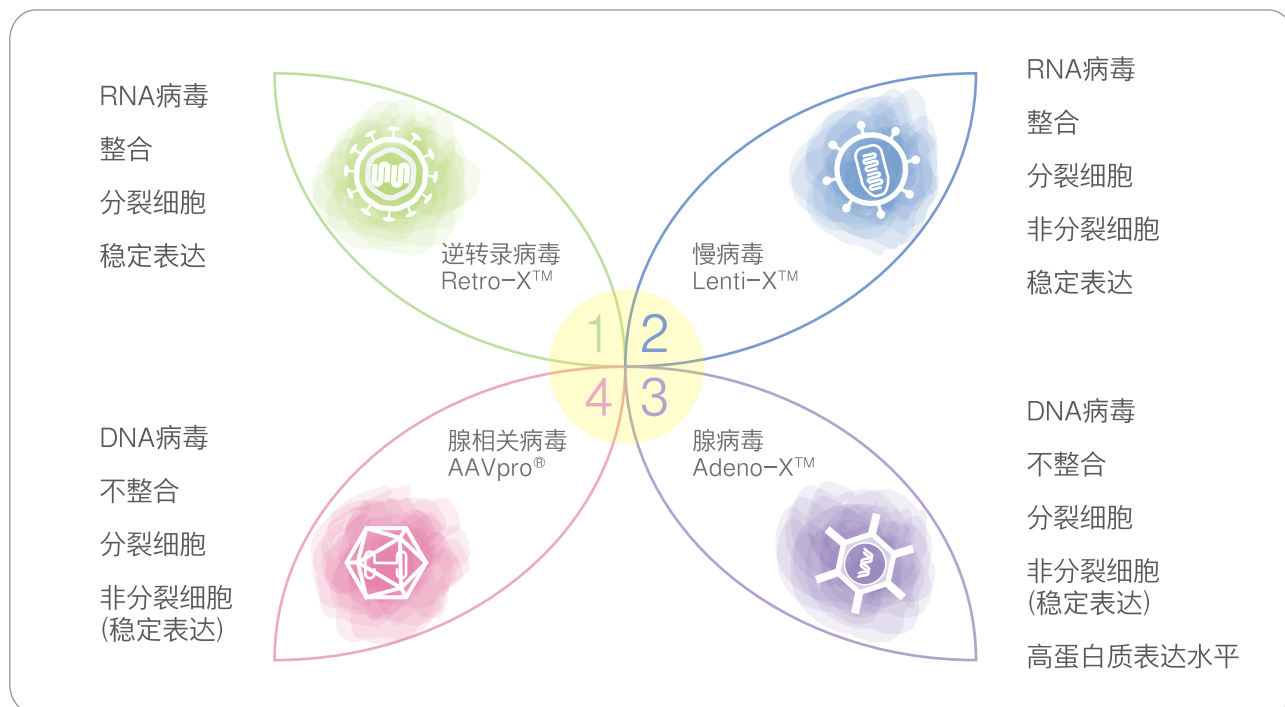 RNA病毒
整合
分裂细胞
稳定表达
逆转录病毒
Retro-X™
1
RNA病毒
整合
分裂细胞
非分裂细胞
稳定表达
慢病毒
Lenti-X™
2
DNA病毒
不整合
分裂细胞
非分裂细胞
(稳定表达)
腺相关病毒
AAVpro®
4
DNA病毒
不整合
分裂细胞
非分裂细胞
(稳定表达)
高蛋白质表达水平
腺病毒
Adeno-X™
3